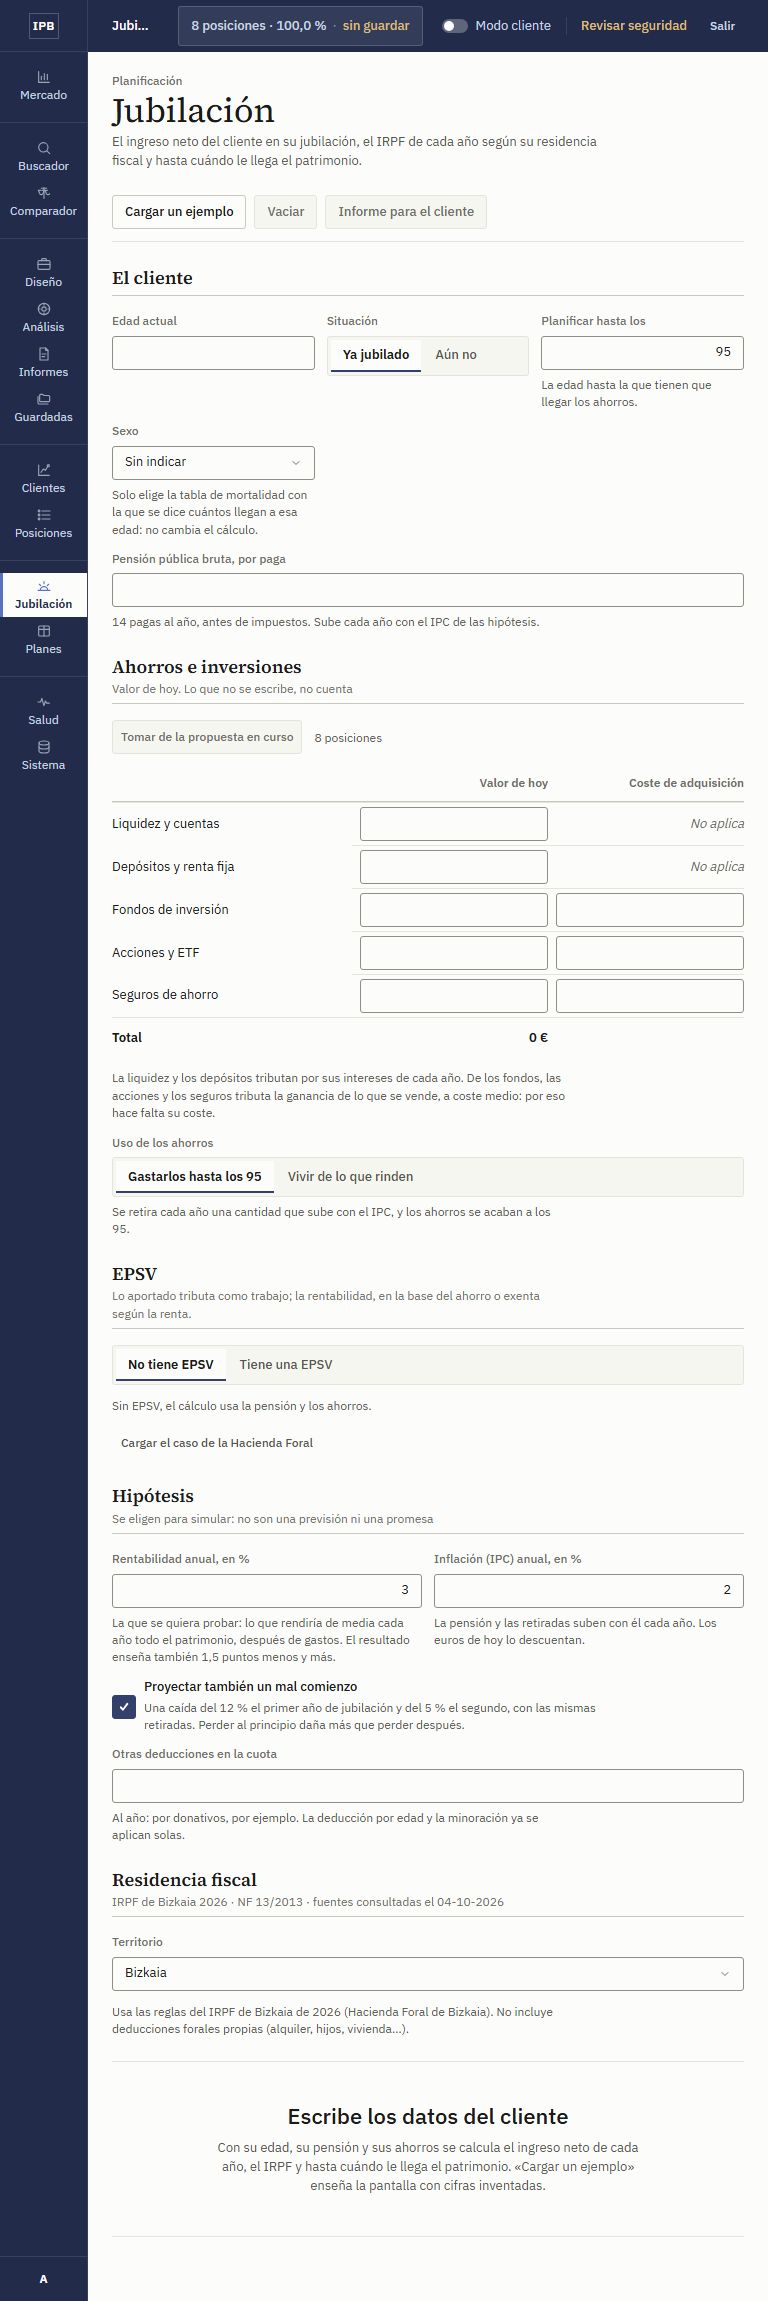 IPB
Jubi...
8 posiciones · 100,0 % · sin guardar
Modo cliente
Revisar seguridad
Salir
Mercado
Buscador
Comparador
Diseño
Análisis
Informes
Guardadas
Clientes
Posiciones
Jubilación
Planes
Salud
Sistema
A
Planificación
Jubilación
El ingreso neto del cliente en su jubilación, el IRPF de cada año según su residencia
fiscal y hasta cuándo le llega el patrimonio.
Cargar un ejemplo
Vaciar
Informe para el cliente
El cliente
Edad actual
Situación
Planificar hasta los
Ya jubilado
Aún no
95
La edad hasta la que tienen que
llegar los ahorros.
Sexo
Sin indicar
Solo elige la tabla de mortalidad con
la que se dice cuántos llegan a esa
edad: no cambia el cálculo.
Pensión pública bruta, por paga
14 pagas al año, antes de impuestos. Sube cada año con el IPC de las hipótesis.
Ahorros e inversiones
Valor de hoy. Lo que no se escribe, no cuenta
Tomar de la propuesta en curso
8 posiciones
Valor de hoy
Coste de adquisición
Liquidez y cuentas
No aplica
Depósitos y renta fija
No aplica
Fondos de inversión
Acciones y ETF
Seguros de ahorro
Total
0 €
La liquidez y los depósitos tributan por sus intereses de cada año. De los fondos, las
acciones y los seguros tributa la ganancia de lo que se vende, a coste medio: por eso
hace falta su coste.
Uso de los ahorros
Gastarlos hasta los 95
Vivir de lo que rinden
Se retira cada año una cantidad que sube con el IPC, y los ahorros se acaban a los
95.
EPSV
Lo aportado tributa como trabajo; la rentabilidad, en la base del ahorro o exenta
según la renta.
No tiene EPSV
Tiene una EPSV
Sin EPSV, el cálculo usa la pensión y los ahorros.
Cargar el caso de la Hacienda Foral
Hipótesis
Se eligen para simular: no son una previsión ni una promesa
Rentabilidad anual, en %
Inflación (IPC) anual, en %
3
2
La que se quiera probar: lo que rendiría de media cada
año todo el patrimonio, después de gastos. El resultado
enseña también 1,5 puntos menos y más.
La pensión y las retiradas suben con él cada año. Los
euros de hoy lo descuentan.
Proyectar también un mal comienzo
Una caída del 12 % el primer año de jubilación y del 5 % el segundo, con las mismas
retiradas. Perder al principio daña más que perder después.
Otras deducciones en la cuota
Al año: por donativos, por ejemplo. La deducción por edad y la minoración ya se
aplican solas.
Residencia fiscal
IRPF de Bizkaia 2026 · NF 13/2013 · fuentes consultadas el 04-10-2026
Territorio
Bizkaia
Usa las reglas del IRPF de Bizkaia de 2026 (Hacienda Foral de Bizkaia). No incluye
deducciones forales propias (alquiler, hijos, vivienda...).
Escribe los datos del cliente
Con su edad, su pensión y sus ahorros se calcula el ingreso neto de cada
año, el IRPF y hasta cuándo le llega el patrimonio. «Cargar un ejemplo»
enseña la pantalla con cifras inventadas.